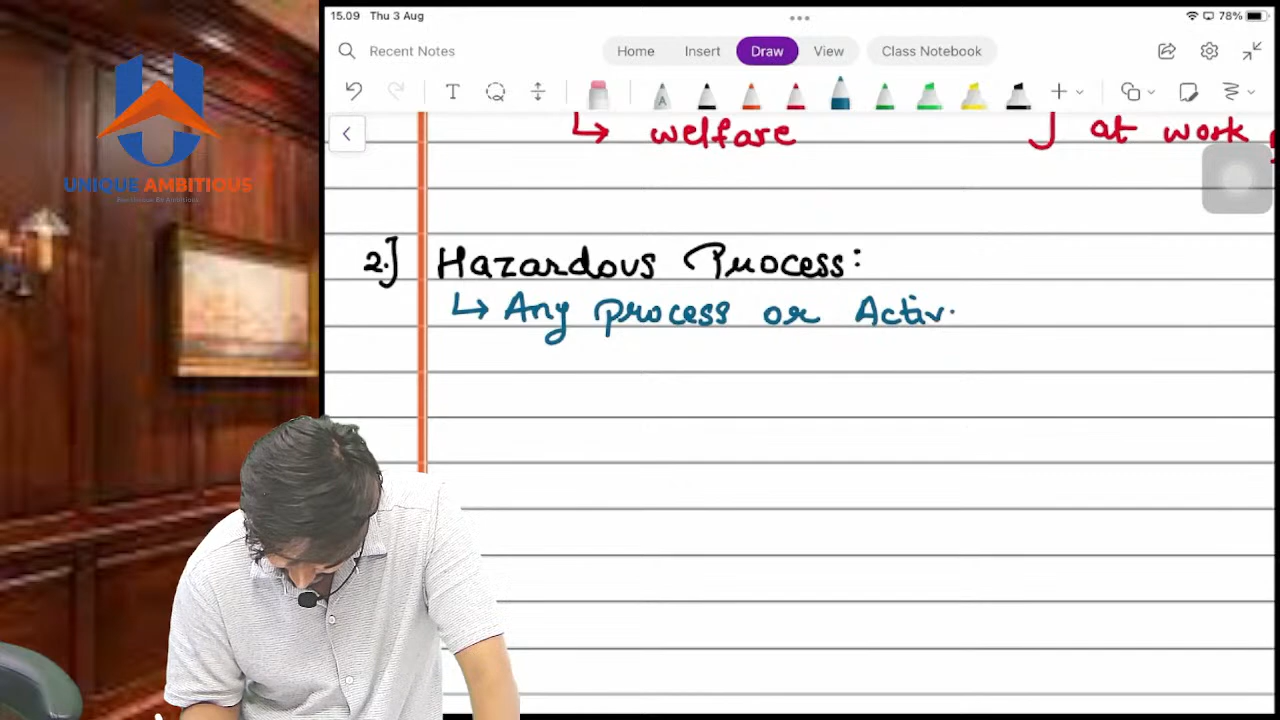 15.09 Thu 3 Aug
78%
Recent Notes
Home Insert Draw View Class Notebook
↳ welfare ] at work
2.] Hazardous Process:
↳ Any process or Activ
UNIQUE AMBITIOUS